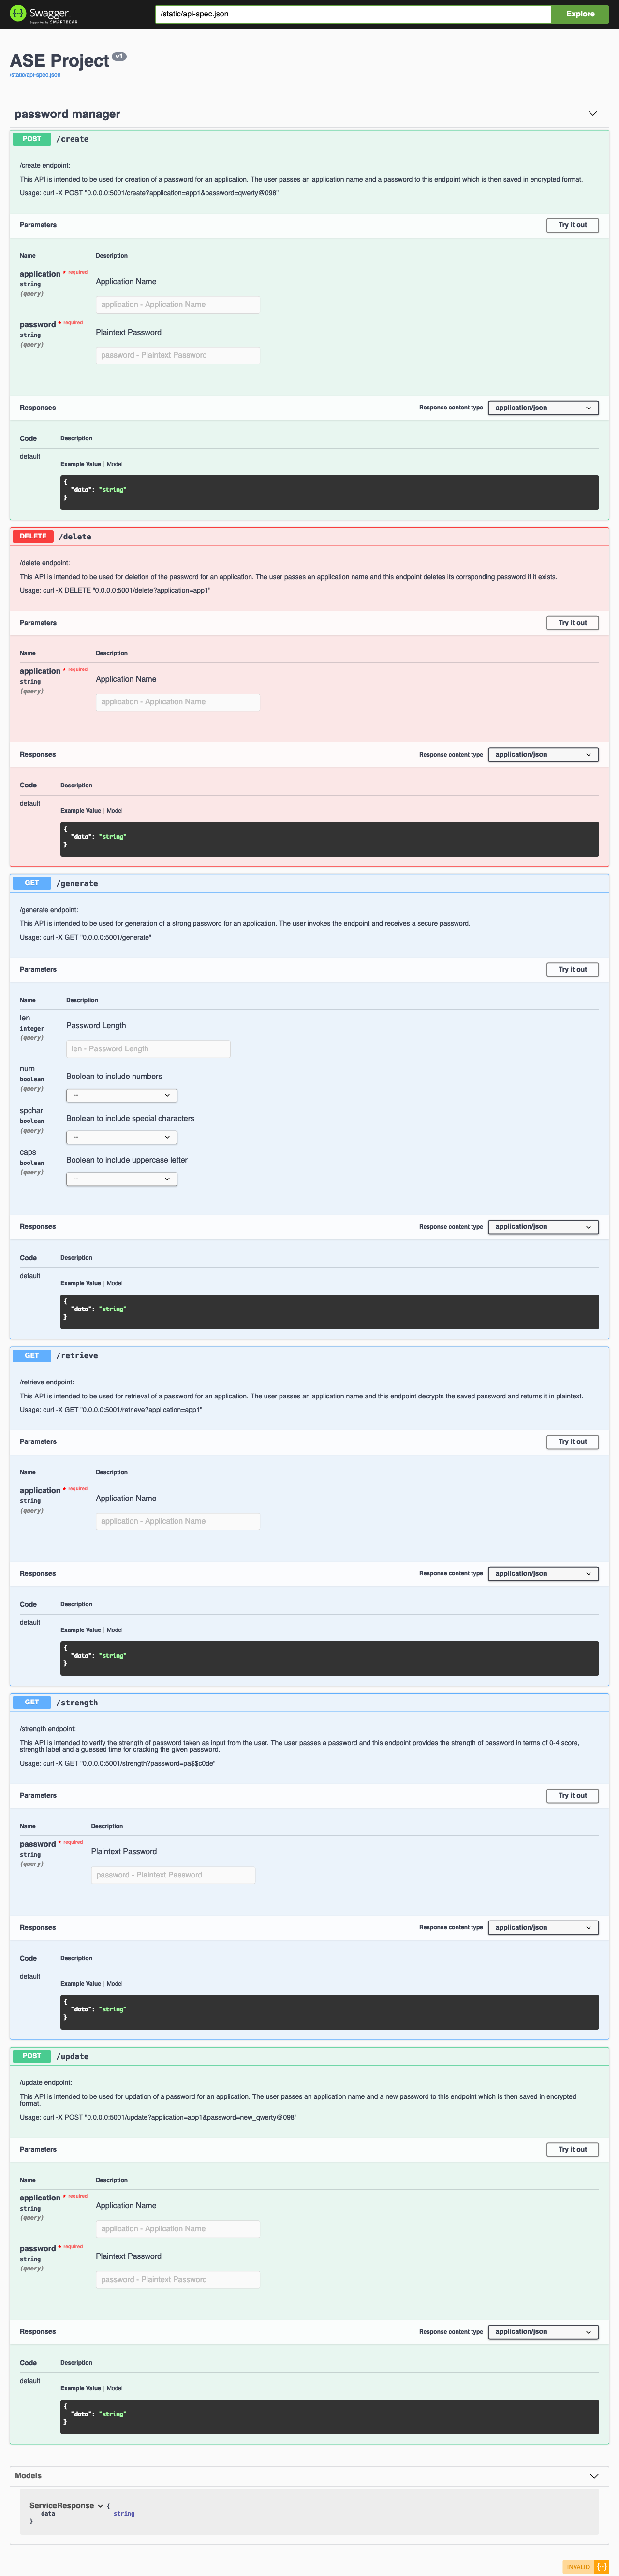 Swagger
Supported by SMARTBEAR
/static/api-spec.json
Explore
ASE Project v1
/static/api-spec.json
password manager
POST /create
/create endpoint:
This API is intended to be used for creation of a password for an application. The user passes an application name and a password to this endpoint which is then saved in encrypted format.
Usage: curl -X POST "0.0.0.0:5001/create?application=app1&password=qwerty@098"
Parameters
Try it out
Name Description
application * required
string
(query)
Application Name
application - Application Name
password * required
string
(query)
Plaintext Password
password - Plaintext Password
Responses
Response content type application/json
Code Description
default
Example Value Model
{
"data": "string"
}
DELETE /delete
/delete endpoint:
This API is intended to be used for deletion of the password for an application. The user passes an application name and this endpoint deletes its corrsponding password if it exists.
Usage: curl -X DELETE "0.0.0.0:5001/delete?application=app1"
Parameters
Try it out
Name Description
application * required
string
(query)
Application Name
application - Application Name
Responses
Response content type application/json
Code Description
default
Example Value Model
{
"data": "string"
}
GET /generate
/generate endpoint:
This API is intended to be used for generation of a strong password for an application. The user invokes the endpoint and receives a secure password.
Usage: curl -X GET "0.0.0.0:5001/generate"
Parameters
Try it out
Name Description
len
integer
(query)
Password Length
len - Password Length
num
boolean
(query)
Boolean to include numbers
--
spchar
boolean
(query)
Boolean to include special characters
--
caps
boolean
(query)
Boolean to include uppercase letter
--
Responses
Response content type application/json
Code Description
default
Example Value Model
{
"data": "string"
}
GET /retrieve
/retrieve endpoint:
This API is intended to be used for retrieval of a password for an application. The user passes an application name and this endpoint decrypts the saved password and returns it in plaintext.
Usage: curl -X GET "0.0.0.0:5001/retrieve?application=app1"
Parameters
Try it out
Name Description
application * required
string
(query)
Application Name
application - Application Name
Responses
Response content type application/json
Code Description
default
Example Value Model
{
"data": "string"
}
GET /strength
/strength endpoint:
This API is intended to verify the strength of password taken as input from the user. The user passes a password and this endpoint provides the strength of password in terms of 0-4 score,
strength label and a guessed time for cracking the given password.
Usage: curl -X GET "0.0.0.0:5001/strength?password=pa$$c0de"
Parameters
Try it out
Name Description
password * required
string
(query)
Plaintext Password
password - Plaintext Password
Responses
Response content type application/json
Code Description
default
Example Value Model
{
"data": "string"
}
POST /update
/update endpoint:
This API is intended to be used for updation of a password for an application. The user passes an application name and a new password to this endpoint which is then saved in encrypted
format.
Usage: curl -X POST "0.0.0.0:5001/update?application=app1&password=new_qwerty@098"
Parameters
Try it out
Name Description
application * required
string
(query)
Application Name
application - Application Name
password * required
string
(query)
Plaintext Password
password - Plaintext Password
Responses
Response content type application/json
Code Description
default
Example Value Model
{
"data": "string"
}
Models
ServiceResponse {
data string
}
INVALID {-}